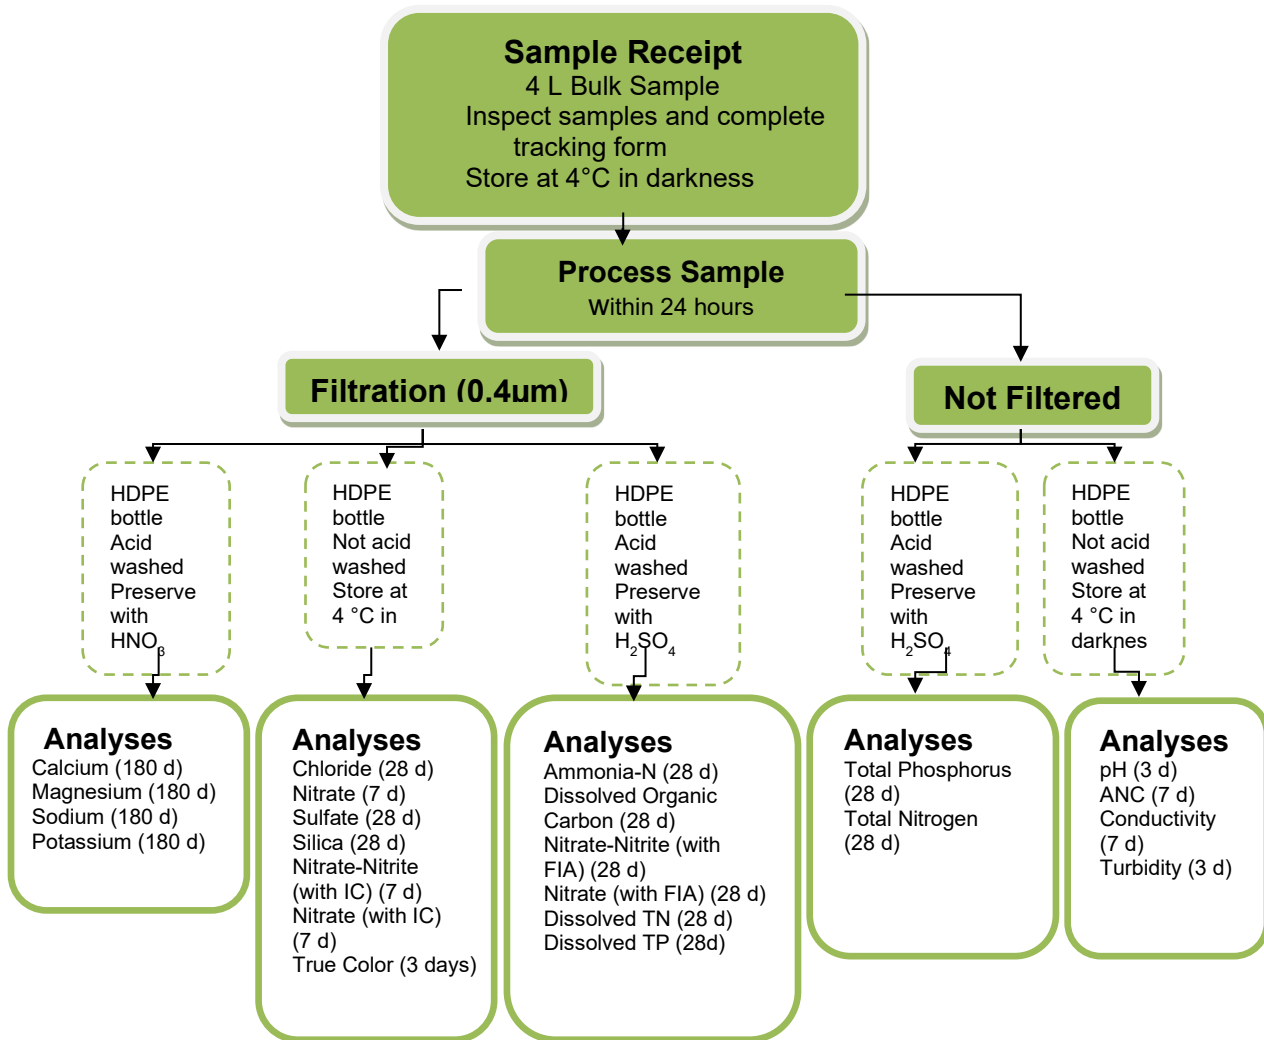 Sample Receipt
4 L Bulk Sample
Inspect samples and complete
tracking form
Store at 4°C in darkness
Process Sample
Within 24 hours
Filtration (0.4µm)
Not Filtered
HDPE
bottle
Acid
washed
Preserve
with
HNO₃
HDPE
bottle
Not acid
washed
Store at
4 °C in
HDPE
bottle
Acid
washed
Preserve
with
H₂SO₄
HDPE
bottle
Acid
washed
Preserve
with
H₂SO₄
HDPE
bottle
Not acid
washed
Store at
4 °C in
darknes
Analyses
Calcium (180 d)
Magnesium (180 d)
Sodium (180 d)
Potassium (180 d)
Analyses
Chloride (28 d)
Nitrate (7 d)
Sulfate (28 d)
Silica (28 d)
Nitrate-Nitrite
(with IC) (7 d)
Nitrate (with IC)
(7 d)
True Color (3 days)
Analyses
Ammonia-N (28 d)
Dissolved Organic
Carbon (28 d)
Nitrate-Nitrite (with
FIA) (28 d)
Nitrate (with FIA) (28 d)
Dissolved TN (28 d)
Dissolved TP (28d)
Analyses
Total Phosphorus
(28 d)
Total Nitrogen
(28 d)
Analyses
pH (3 d)
ANC (7 d)
Conductivity
(7 d)
Turbidity (3 d)